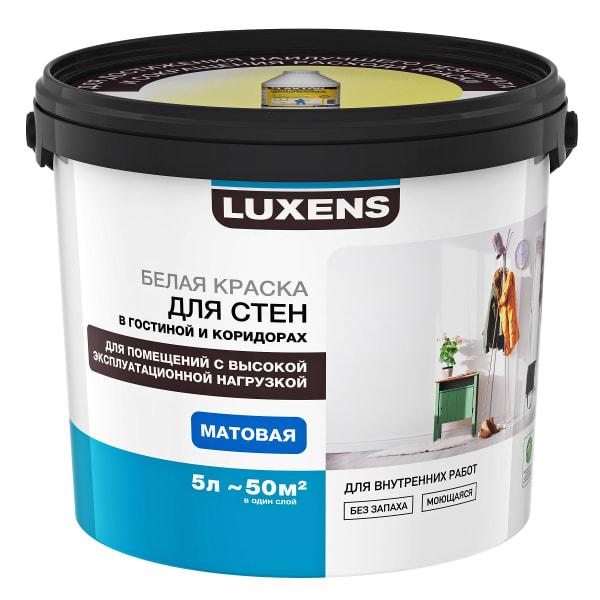 LUXENS
БЕЛАЯ КРАСКА
ДЛЯ СТЕН
В ГОСТИНОЙ И КОРИДОРАХ
ДЛЯ ПОМЕЩЕНИЙ С ВЫСОКОЙ
ЭКСПЛУАТАЦИОННОЙ НАГРУЗКОЙ
МАТОВАЯ
5л ~50м²
в один слой
ДЛЯ ВНУТРЕННИХ РАБОТ
БЕЗ ЗАПАХА
МОЮЩАЯСЯ